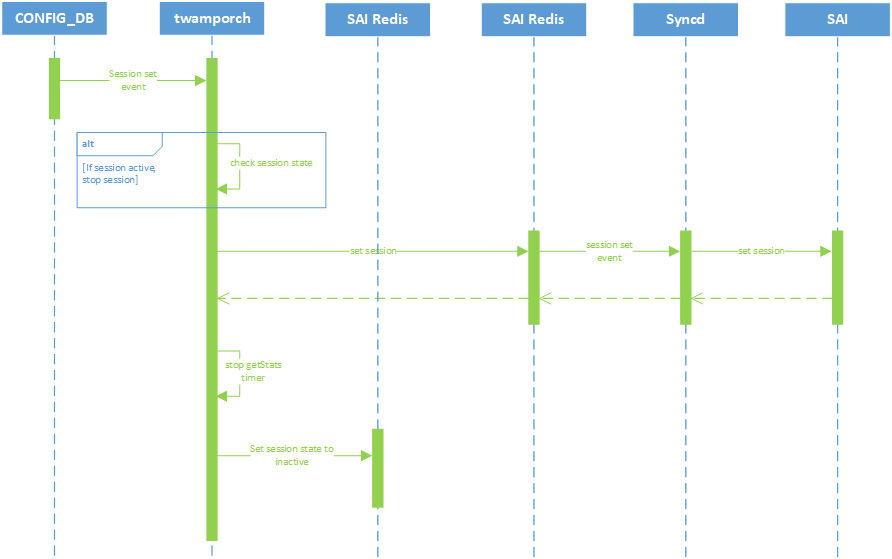 CONFIG_DB
twamporch
SAI Redis
SAI Redis
Syncd
SAI
Session set
event
alt
[If session active,
stop session]
check session state
set session
session set
event
set session
stop getStats
timer
Set session state to
inactive